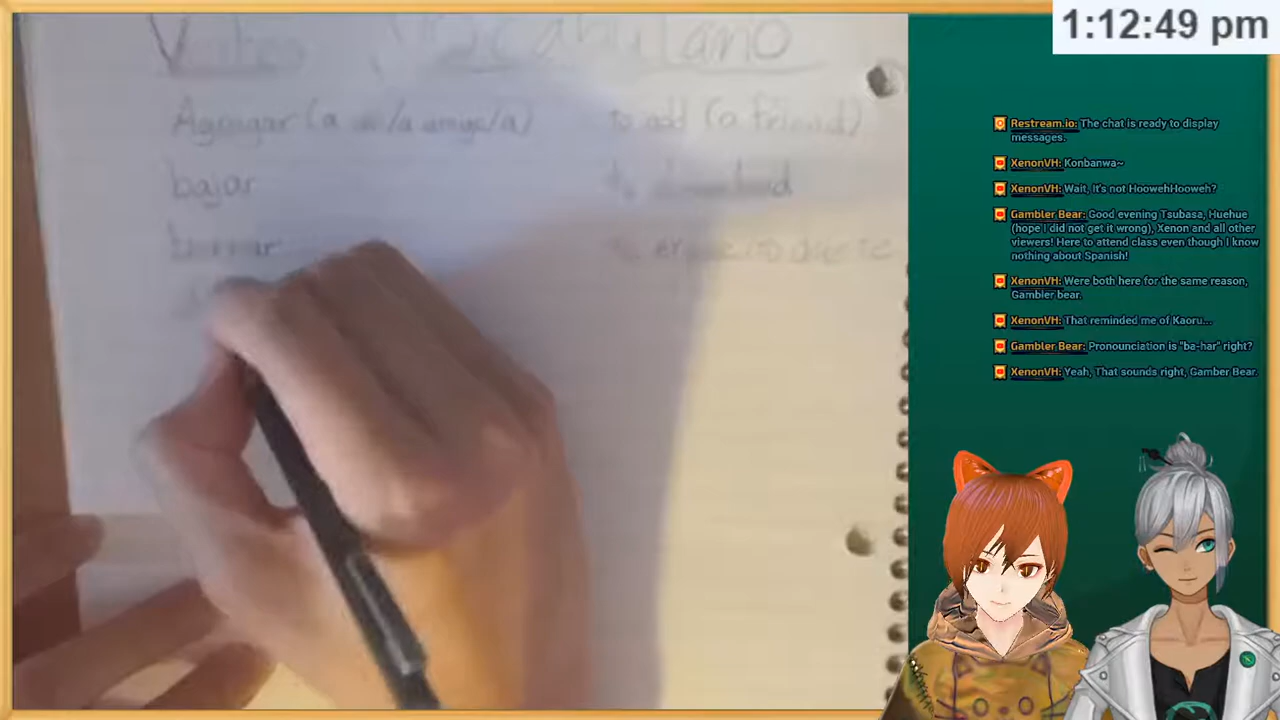 1:12:49 pm
Vocabulario
Agregar (a /a amigo/a) to add (a friend)
bajar to download
borrar to erase to delete
Restream.io: The chat is ready to display
messages.
XenonVH: Konbanwa~
XenonVH: Wait, It's not HoowehHooweh?
Gambler Bear: Good evening Tsubasa, Huehue
(hope I did not get it wrong), Xenon and all other
viewers! Here to attend class even though I know
nothing about Spanish!
XenonVH: Were both here for the same reason,
Gambler bear.
XenonVH: That reminded me of Kaoru...
Gambler Bear: Pronounciation is "ba-har" right?
XenonVH: Yeah, That sounds right, Gamber Bear.